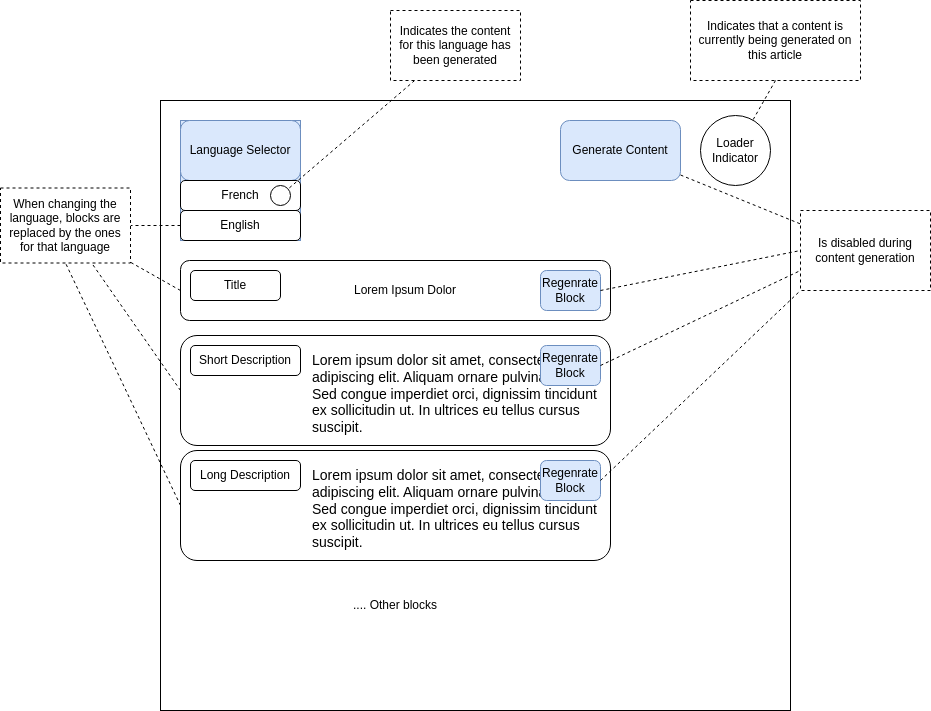 Indicates the content
for this language has
been generated
Indicates that a content is
currently being generated on
this article
Language Selector
Generate Content
Loader
Indicator
French
English
When changing the
language, blocks are
replaced by the ones
for that language
Is disabled during
content generation
Title
Lorem Ipsum Dolor
Regenrate
Block
Short Description
Lorem ipsum dolor sit amet, consecte
adipiscing elit. Aliquam ornare pulvina
Sed congue imperdiet orci, dignissim tincidunt
ex sollicitudin ut. In ultrices eu tellus cursus
suscipit.
Regenrate
Block
Long Description
Lorem ipsum dolor sit amet, consecte
adipiscing elit. Aliquam ornare pulvina
Sed congue imperdiet orci, dignissim tincidunt
ex sollicitudin ut. In ultrices eu tellus cursus
suscipit.
Regenrate
Block
.... Other blocks